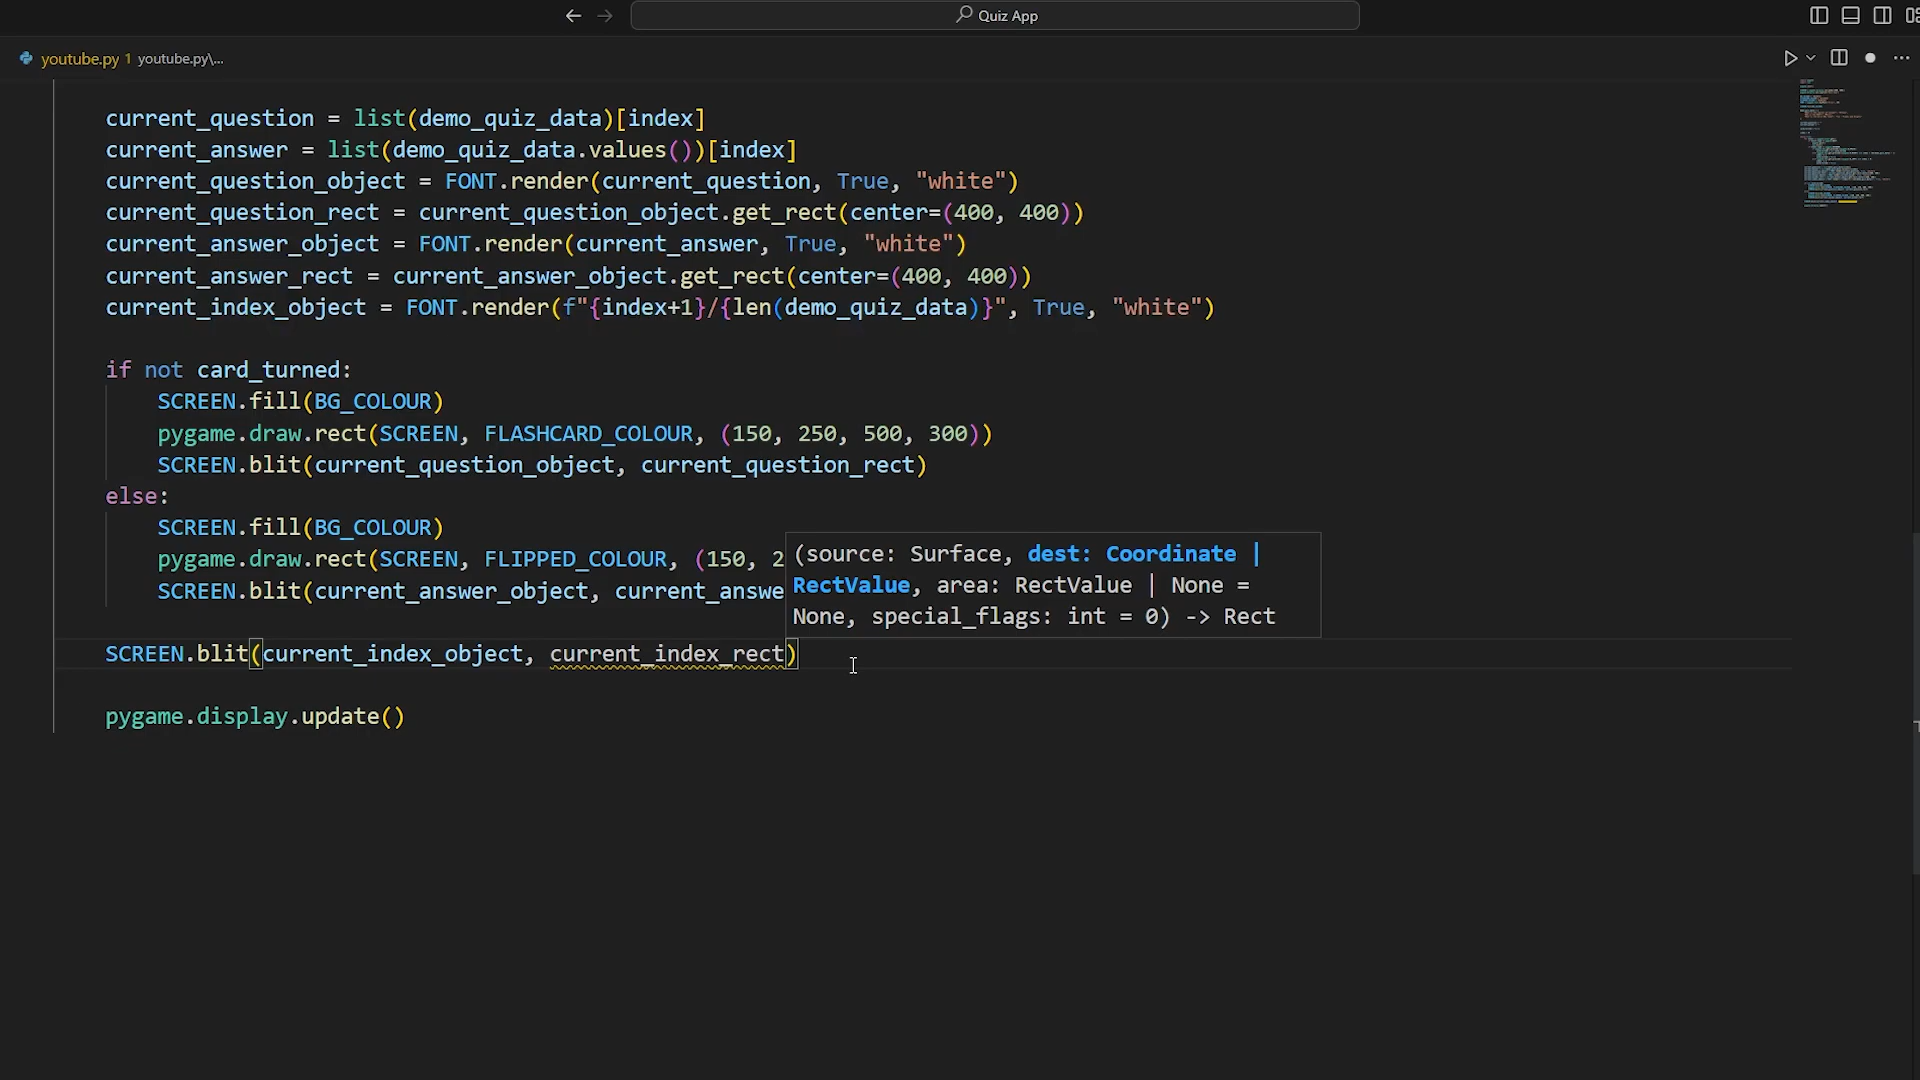 Quiz App
youtube.py 1 youtube.py\...
current_question = list(demo_quiz_data)[index]
current_answer = list(demo_quiz_data.values())[index]
current_question_object = FONT.render(current_question, True, "white")
current_question_rect = current_question_object.get_rect(center=(400, 400))
current_answer_object = FONT.render(current_answer, True, "white")
current_answer_rect = current_answer_object.get_rect(center=(400, 400))
current_index_object = FONT.render(f"{index+1}/{len(demo_quiz_data)}", True, "white")
if not card_turned:
SCREEN.fill(BG_COLOUR)
pygame.draw.rect(SCREEN, FLASHCARD_COLOUR, (150, 250, 500, 300))
SCREEN.blit(current_question_object, current_question_rect)
else:
SCREEN.fill(BG_COLOUR)
pygame.draw.rect(SCREEN, FLIPPED_COLOUR, (150, 2
SCREEN.blit(current_answer_object, current_answe
(source: Surface, dest: Coordinate |
RectValue, area: RectValue | None =
None, special_flags: int = 0) -> Rect
SCREEN.blit(current_index_object, current_index_rect)
pygame.display.update()